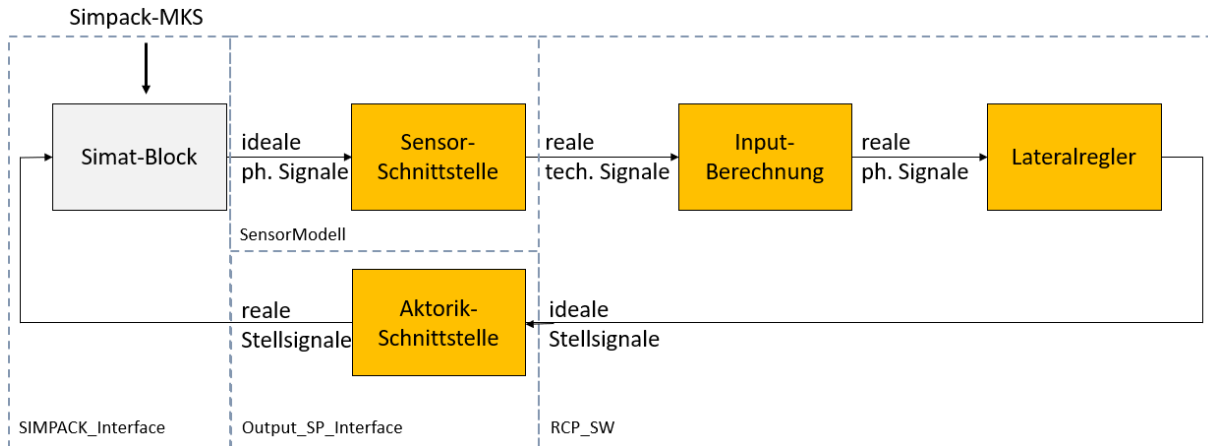 Simpack-MKS
Simat-Block
ideale
ph. Signale
Sensor-
Schnittstelle
reale
tech. Signale
Input-
Berechnung
reale
ph. Signale
Lateralregler
SensorModell
reale
Stellsignale
Aktorik-
Schnittstelle
ideale
Stellsignale
SIMPACK_Interface
Output_SP_Interface
RCP_SW